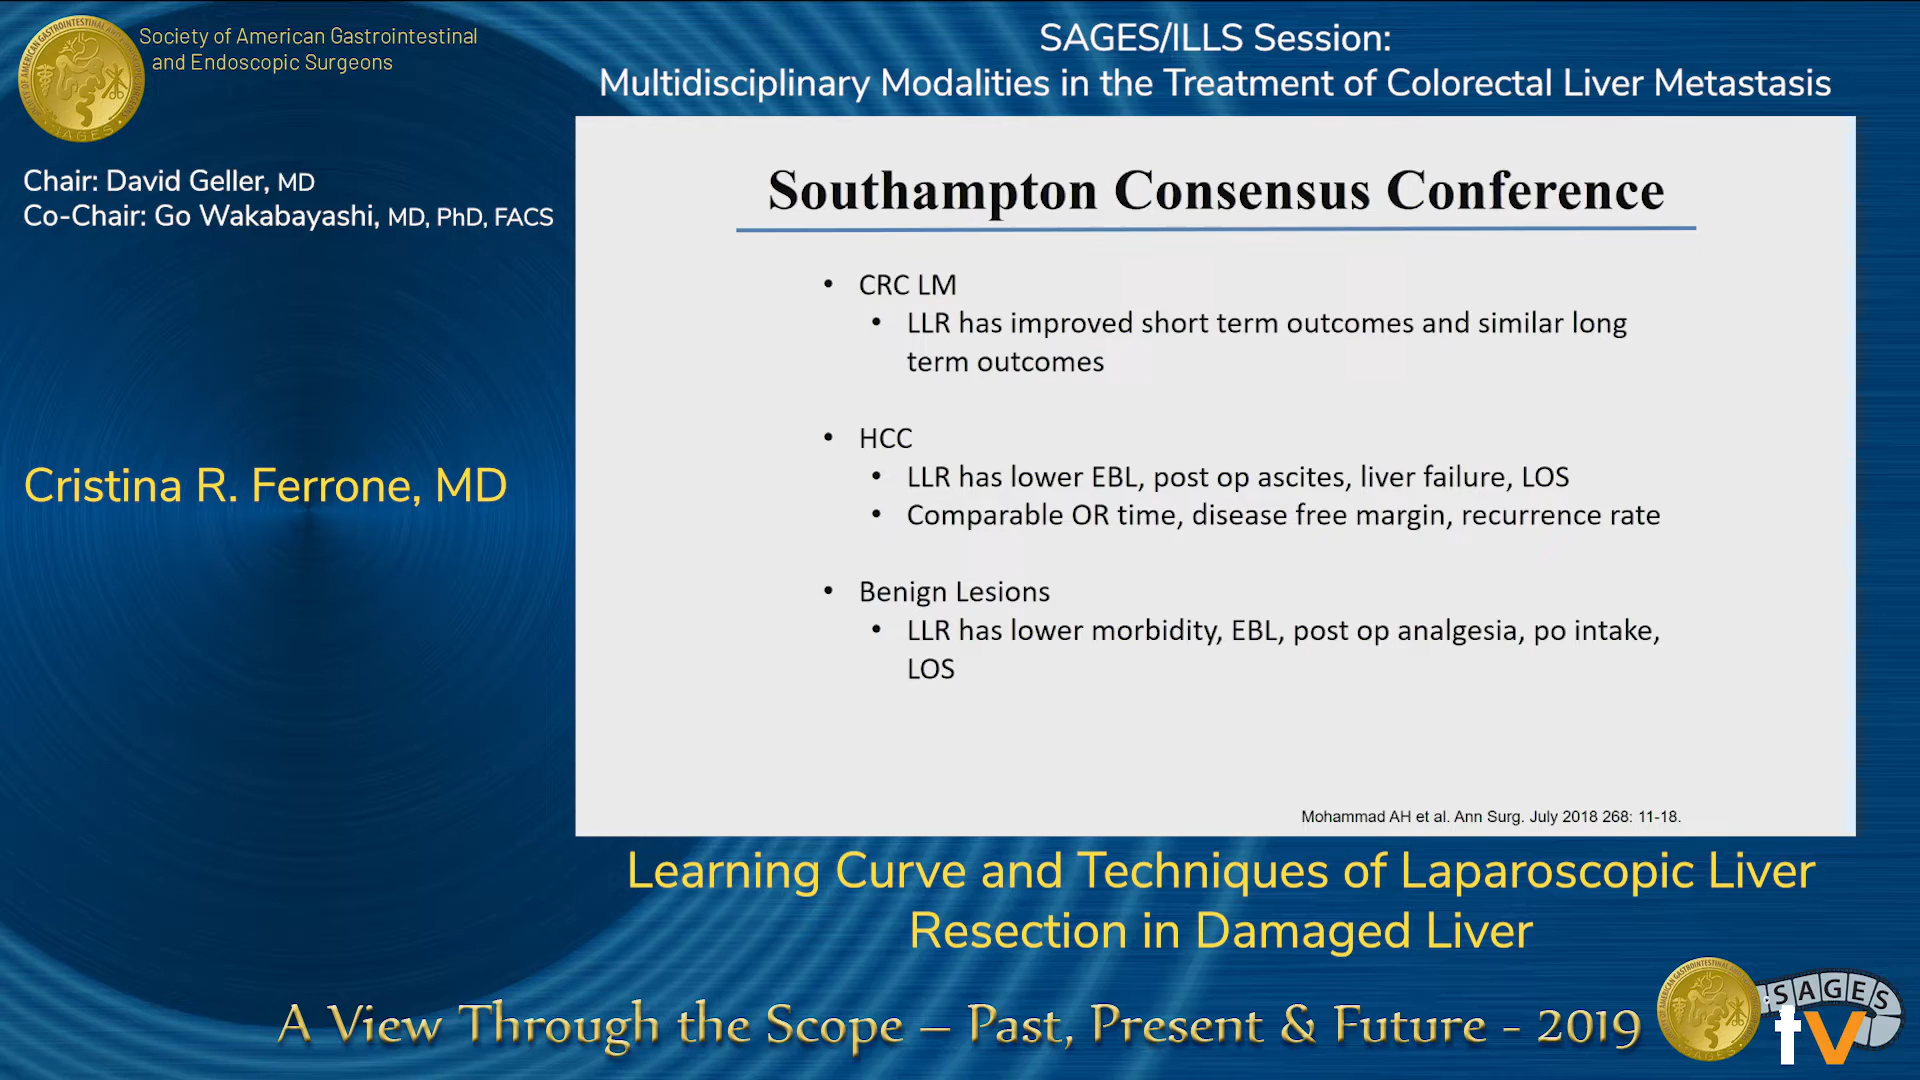 Society of American Gastrointestinal
and Endoscopic Surgeons
SAGES/ILLS Session:
Multidisciplinary Modalities in the Treatment of Colorectal Liver Metastasis
Chair: David Geller, MD
Co-Chair: Go Wakabayashi, MD, PhD, FACS
Cristina R. Ferrone, MD
Southampton Consensus Conference
• CRC LM
• LLR has improved short term outcomes and similar long
term outcomes
• HCC
• LLR has lower EBL, post op ascites, liver failure, LOS
• Comparable OR time, disease free margin, recurrence rate
• Benign Lesions
• LLR has lower morbidity, EBL, post op analgesia, po intake,
LOS
Mohammad AH et al. Ann Surg. July 2018 268: 11-18.
Learning Curve and Techniques of Laparoscopic Liver
Resection in Damaged Liver
A View Through the Scope – Past, Present & Future - 2019
SAGES
tv